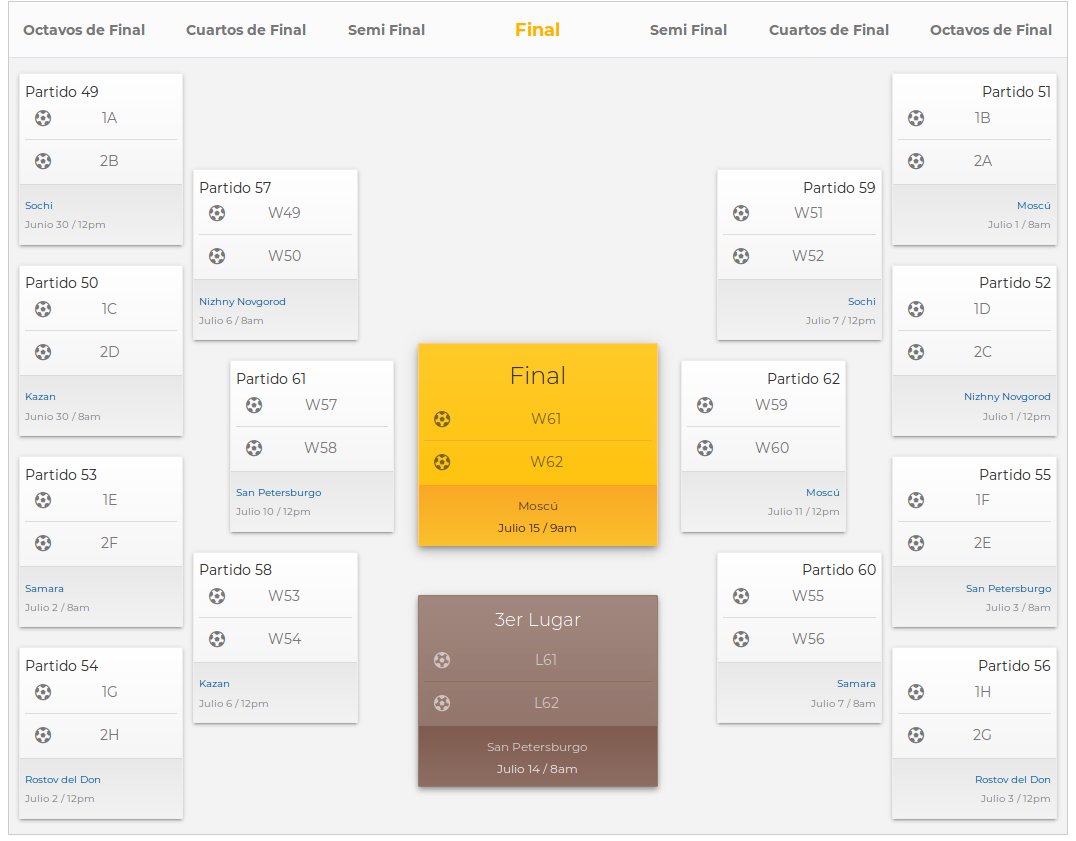 Octavos de Final
Cuartos de Final
Semi Final
Final
Semi Final
Cuartos de Final
Octavos de Final
Partido 49
1A
2B
Sochi
Junio 30 / 12pm
Partido 50
1C
2D
Kazan
Junio 30 / 8am
Partido 53
1E
2F
Samara
Julio 2 / 8am
Partido 54
1G
2H
Rostov del Don
Julio 2 / 12pm
Partido 57
W49
W50
Nizhny Novgorod
Julio 6 / 8am
Partido 58
W53
W54
Kazan
Julio 6 / 12pm
Partido 61
W57
W58
San Petersburgo
Julio 10 / 12pm
Final
W61
W62
Moscú
Julio 15 / 9am
3er Lugar
L61
L62
San Petersburgo
Julio 14 / 8am
Partido 62
W59
W60
Moscú
Julio 11 / 12pm
Partido 59
W51
W52
Sochi
Julio 7 / 12pm
Partido 60
W55
W56
Samara
Julio 7 / 8am
Partido 51
1B
2A
Moscú
Julio 1 / 8am
Partido 52
1D
2C
Nizhny Novgorod
Julio 1 / 12pm
Partido 55
1F
2E
San Petersburgo
Julio 3 / 8am
Partido 56
1H
2G
Rostov del Don
Julio 3 / 12pm